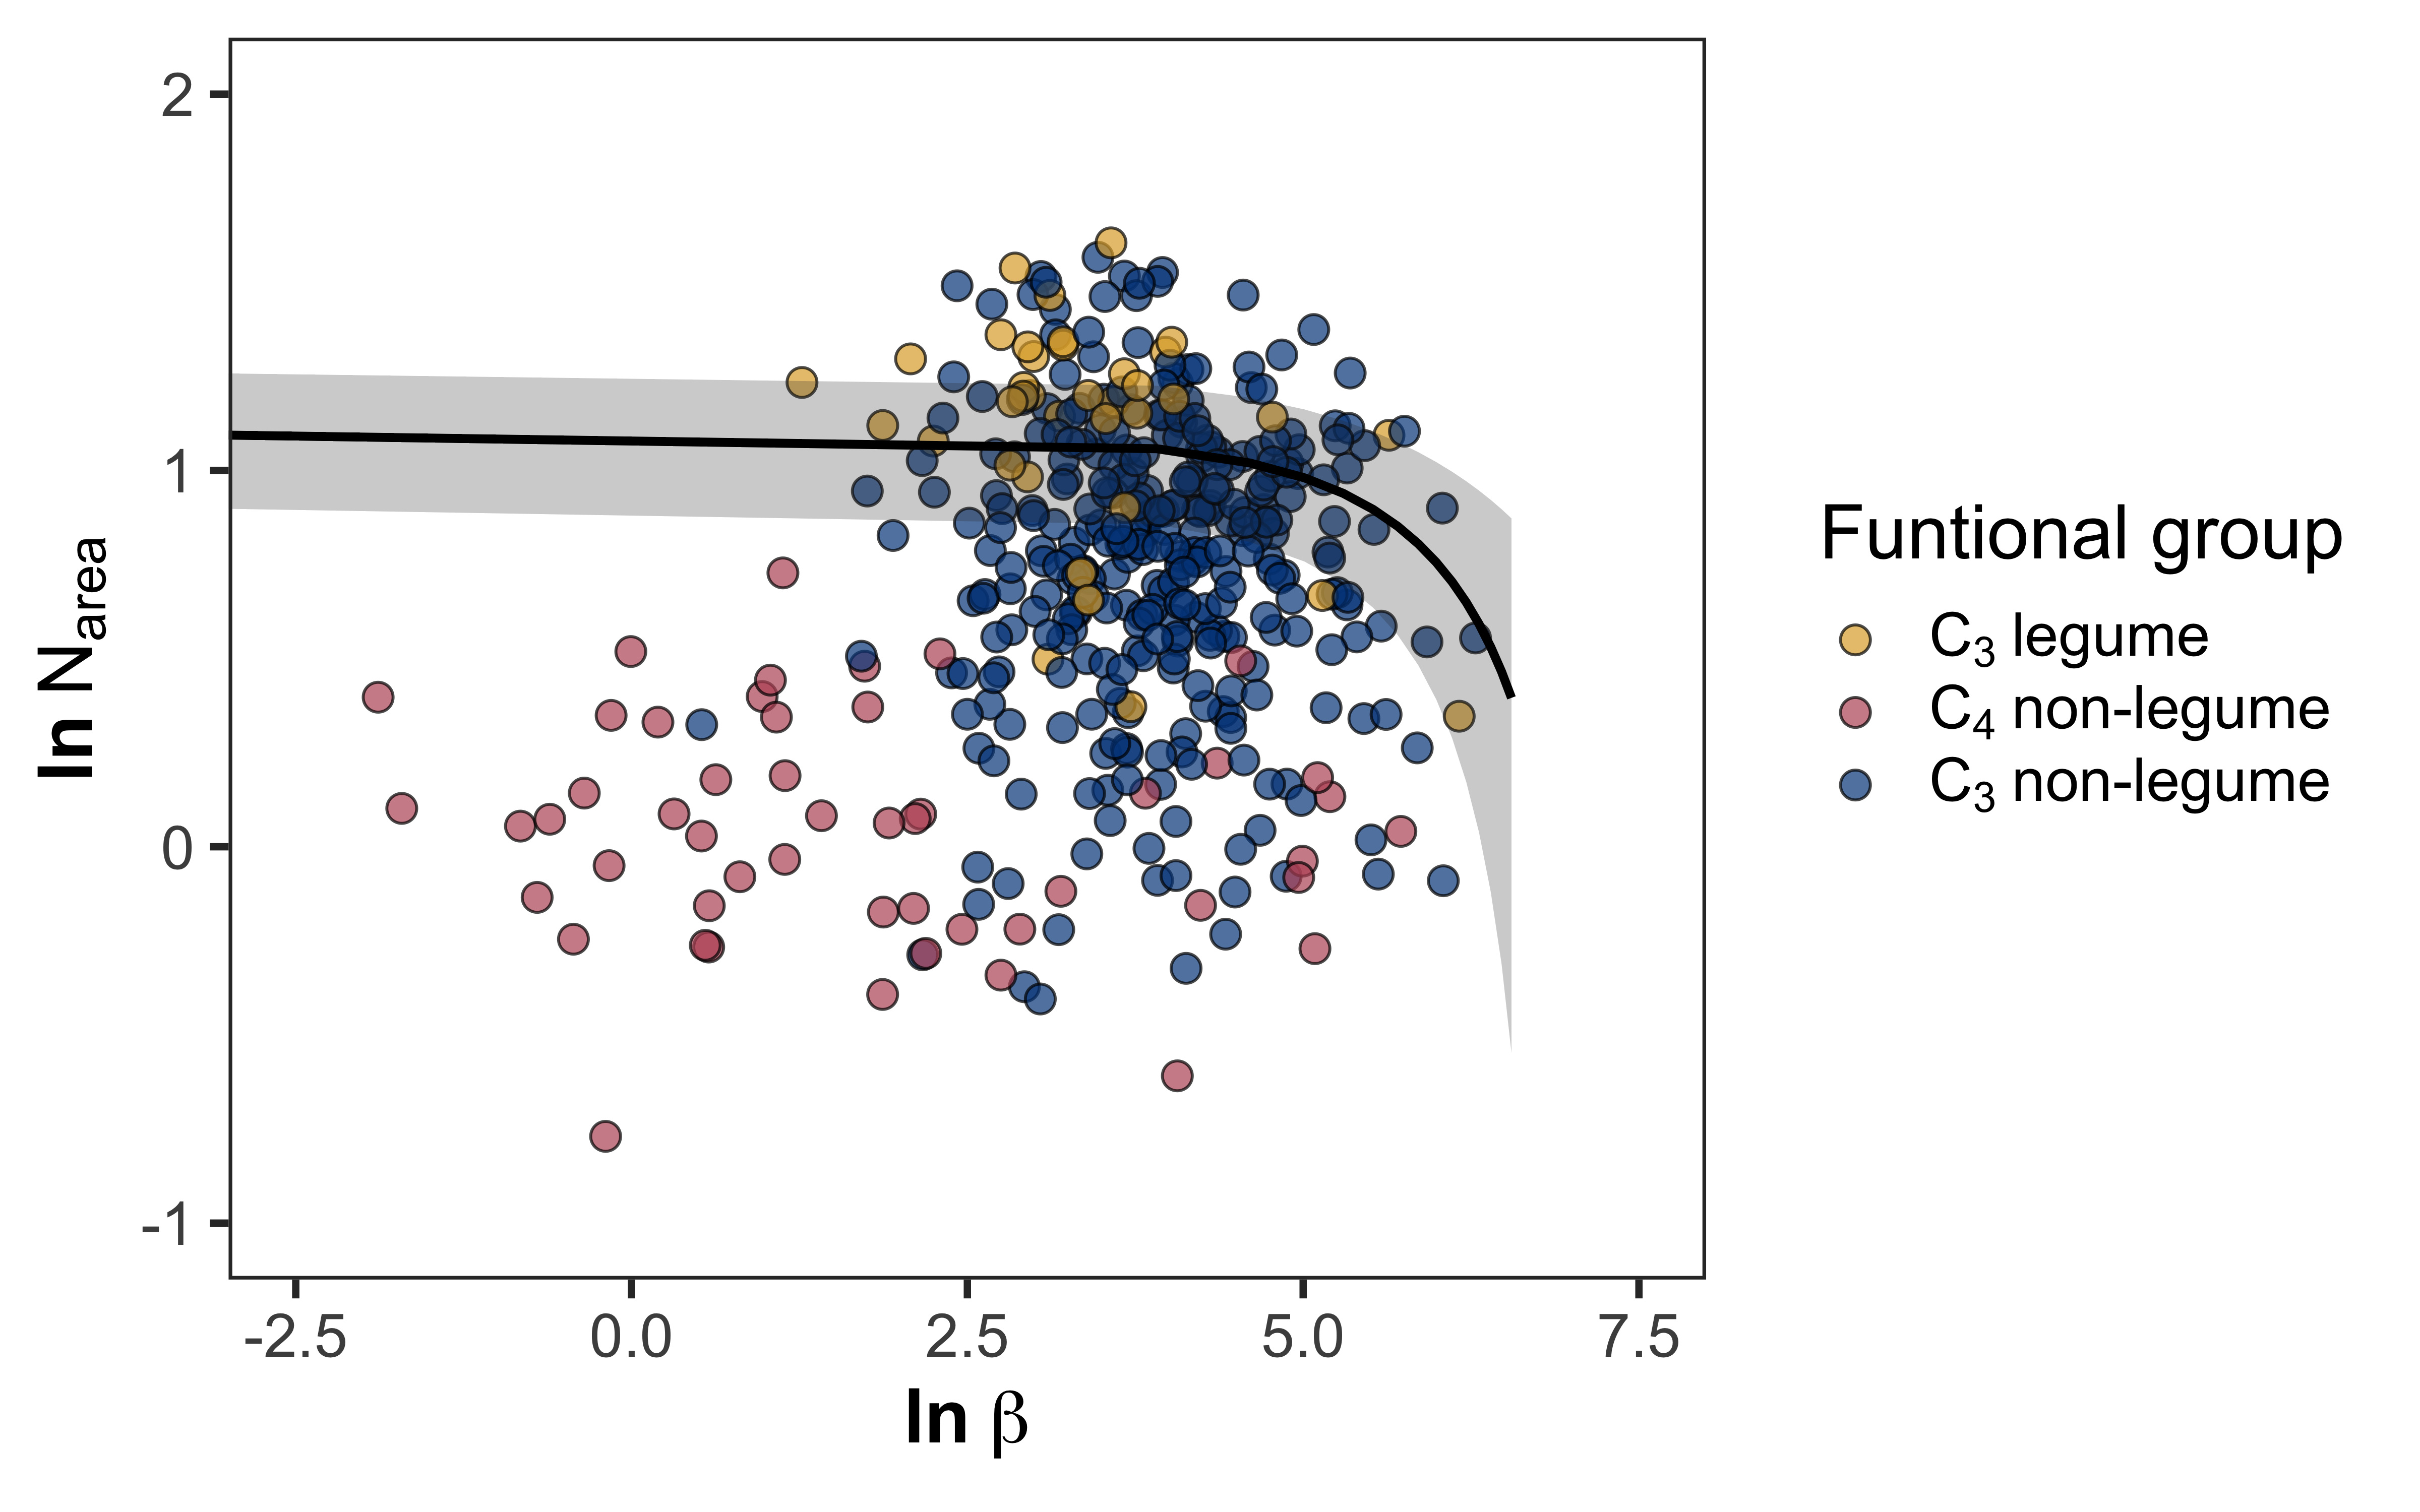 2
1
0
-1
ln Narea
-2.5 0.0 2.5 5.0 7.5
ln β
Funtional group
C3 legume
C4 non-legume
C3 non-legume